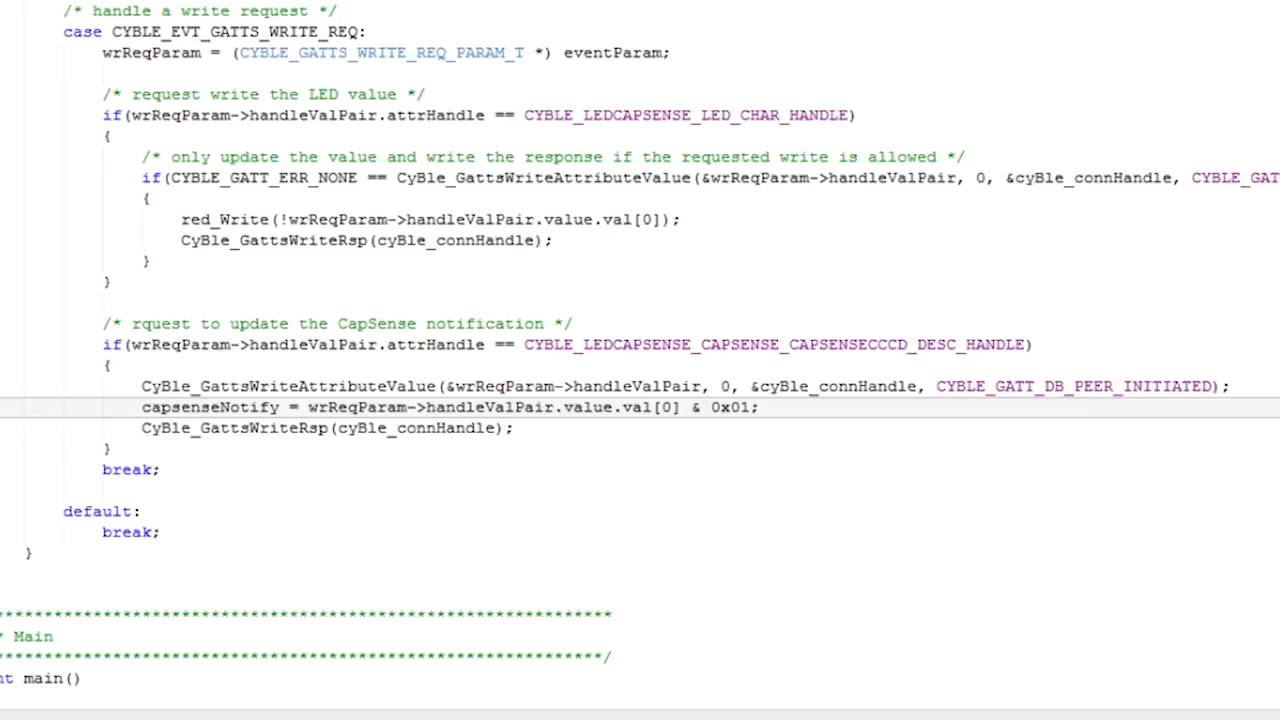 /* handle a write request */
case CYBLE_EVT_GATTS_WRITE_REQ:
wrReqParam = (CYBLE_GATTS_WRITE_REQ_PARAM_T *) eventParam;
/* request write the LED value */
if(wrReqParam->handleValPair.attrHandle == CYBLE_LEDCAPSENSE_LED_CHAR_HANDLE)
{
/* only update the value and write the response if the requested write is allowed */
if(CYBLE_GATT_ERR_NONE == CyBle_GattsWriteAttributeValue(&wrReqParam->handleValPair, 0, &cyBle_connHandle, CYBLE_GAT
{
red_Write(!wrReqParam->handleValPair.value.val[0]);
CyBle_GattsWriteRsp(cyBle_connHandle);
}
}
/* rquest to update the CapSense notification */
if(wrReqParam->handleValPair.attrHandle == CYBLE_LEDCAPSENSE_CAPSENSE_CAPSENSECCCD_DESC_HANDLE)
{
CyBle_GattsWriteAttributeValue(&wrReqParam->handleValPair, 0, &cyBle_connHandle, CYBLE_GATT_DB_PEER_INITIATED);
capsenseNotify = wrReqParam->handleValPair.value.val[0] & 0x01;
CyBle_GattsWriteRsp(cyBle_connHandle);
}
break;
default:
break;
}
***************************************************************
* Main
**************************************************************/
nt main()